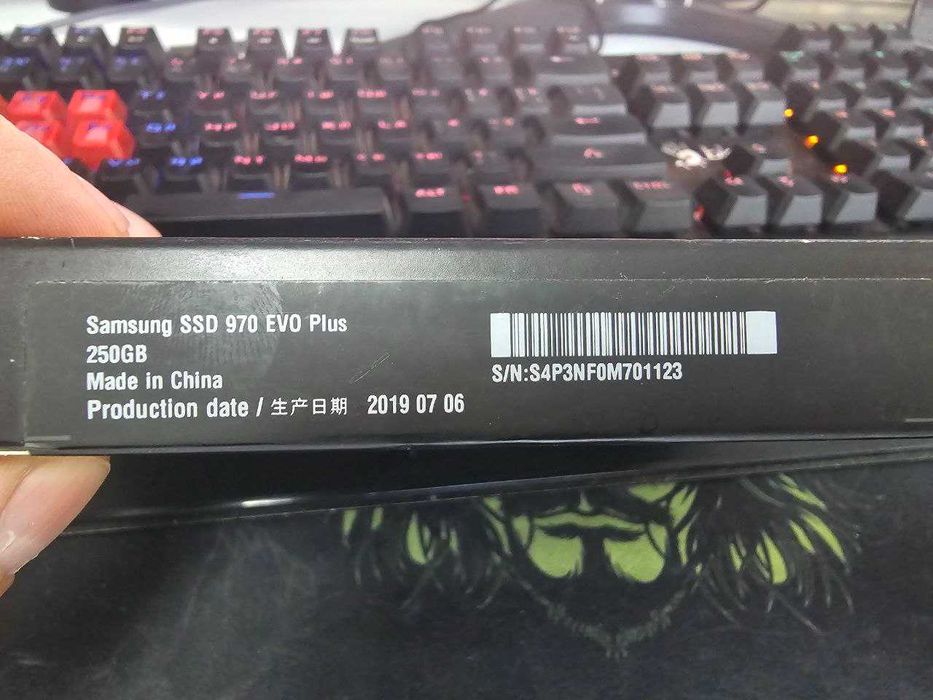 Samsung SSD 970 EVO Plus
250GB
Made in China
Production date / 生产日期 2019 07 06
S/N:S4P3NF0M701123